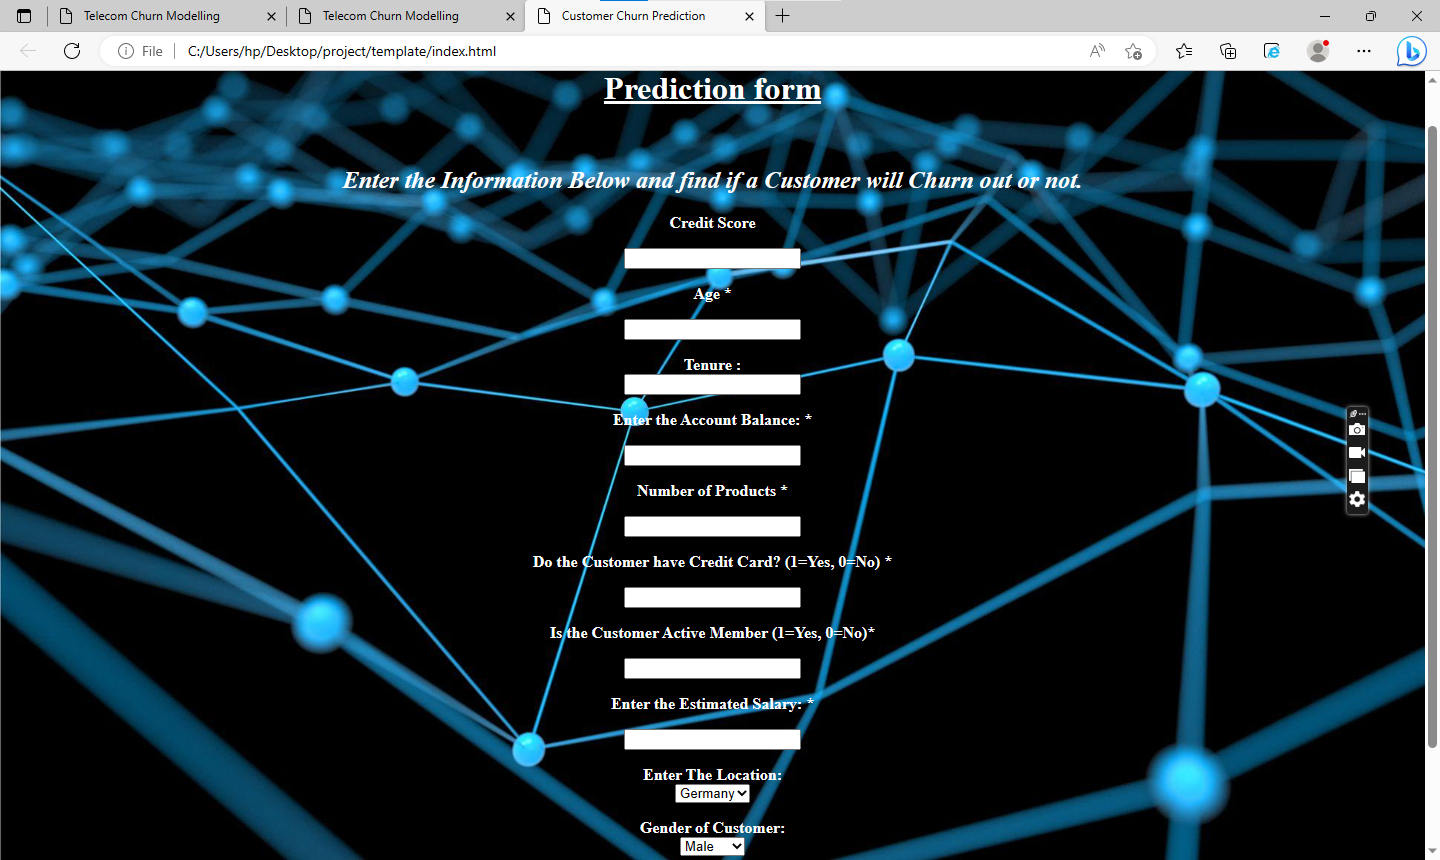 Telecom Churn Modelling
Telecom Churn Modelling
Customer Churn Prediction
File
C:/Users/hp/Desktop/project/template/index.html
Prediction form
Enter the Information Below and find if a Customer will Churn out or not.
Credit Score
Age *
Tenure :
Enter the Account Balance: *
Number of Products *
Do the Customer have Credit Card? (1=Yes, 0=No) *
Is the Customer Active Member (1=Yes, 0=No)*
Enter the Estimated Salary: *
Enter The Location:
Germany
Gender of Customer:
Male